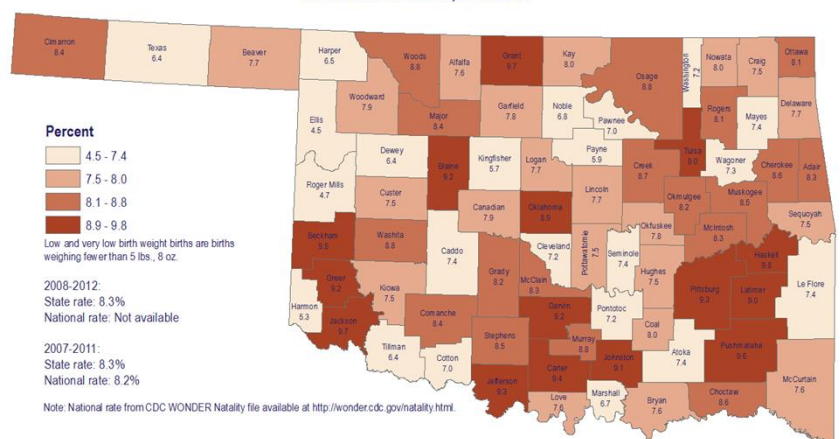 Cimarron
8.4
Texas
6.4
Beaver
7.7
Harper
6.5
Woods
8.8
Alfalfa
7.6
Grant
9.7
Kay
8.0
Osage
8.8
Washington
7.2
Nowata
8.0
Craig
7.5
Ottawa
8.1
Ellis
4.5
Woodward
7.9
Major
8.4
Garfield
7.8
Noble
6.8
Pawnee
7.0
Rogers
8.1
Mayes
7.4
Delaware
7.7
Percent
4.5 - 7.4
7.5 - 8.0
8.1 - 8.8
8.9 - 9.8
Low and very low birth weight births are births
weighing fewer than 5 lbs., 8 oz.
Dewey
6.4
Blaine
9.2
Kingfisher
5.7
Logan
7.7
Payne
5.9
Creek
8.7
Tulsa
9.0
Wagoner
7.3
Cherokee
8.6
Adair
8.3
Roger Mills
4.7
Custer
7.5
Canadian
7.9
Oklahoma
8.9
Lincoln
7.7
Okmulgee
8.2
Muskogee
8.5
Sequoyah
7.5
Beckham
Washita
8.8
Caddo
7.4
Grady
8.2
Cleveland
7.2
McClain
8.3
Pottawatomie
7.5
Seminole
7.4
Okfuskee
7.8
McIntosh
8.3
Hughes
7.5
Haskell
Pittsburg
9.3
Latimer
9.0
Le Flore
7.4
2008-2012:
State rate: 8.3%
National rate: Not available
Greer
9.2
Harmon
5.3
Jackson
9.7
Kiowa
7.5
Comanche
8.4
Stephens
8.5
Garvin
9.2
Murray
8.8
Pontotoc
7.2
Coal
8.0
Atoka
7.4
Pushmataha
9.6
McCurtain
7.6
2007-2011:
State rate: 8.3%
National rate: 8.2%
Tillman
6.4
Cotton
7.0
Jefferson
9.3
Carter
9.4
Johnston
9.1
Love
7.6
Marshall
6.7
Bryan
7.6
Choctaw
8.6
Note: National rate from CDC WONDER Natality file available at http://wonder.cdc.gov/natality.html.